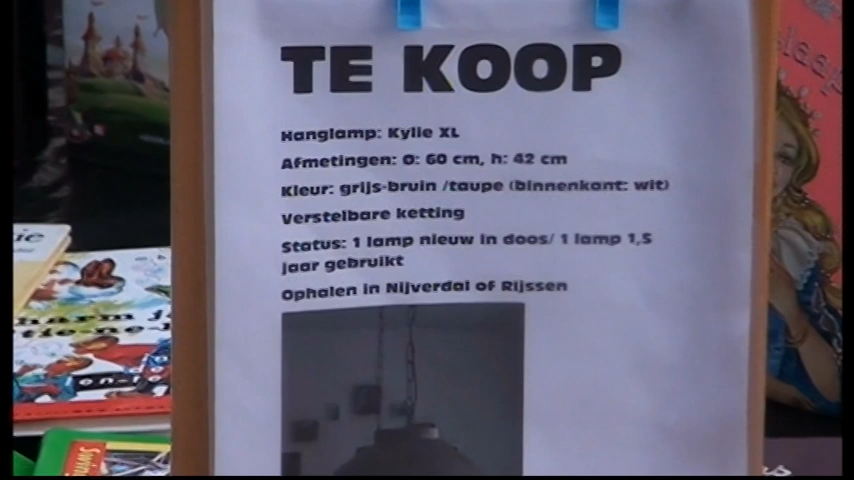 TE KOOP
Hanglamp: Kylie XL
Afmetingen: O: 60 cm, h: 42 cm
Kleur: grijs-bruin /taupe (binnenkant: wit)
Verstelbare ketting
Status: 1 lamp nieuw in doos/ 1 lamp 1,5
jaar gebruikt
Ophalen in Nijverdal of Rijssen